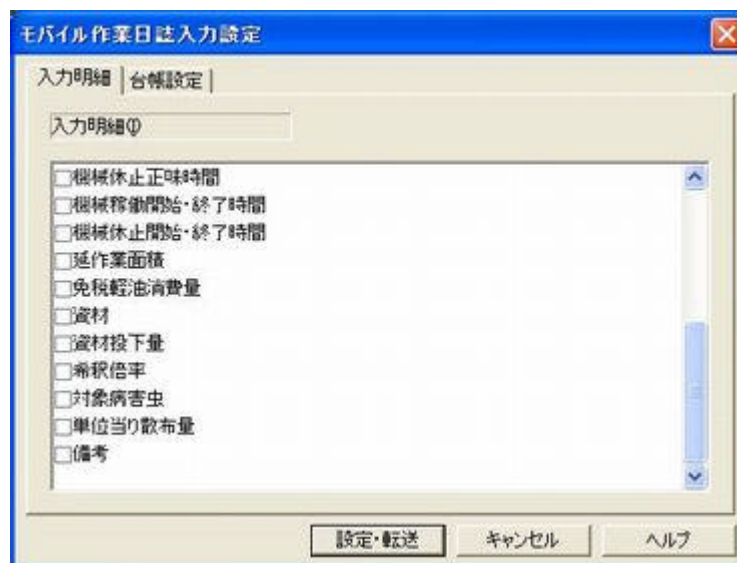 モバイル作業日誌入力設定
入力明細 台帳設定
入力明細(I)
機械休止正味時間
機械稼働開始・終了時間
機械休止開始・終了時間
延作業面積
免税軽油消費量
資材
資材投下量
希釈倍率
対象病害虫
単位当り散布量
備考
設定・転送 キャンセル ヘルプ